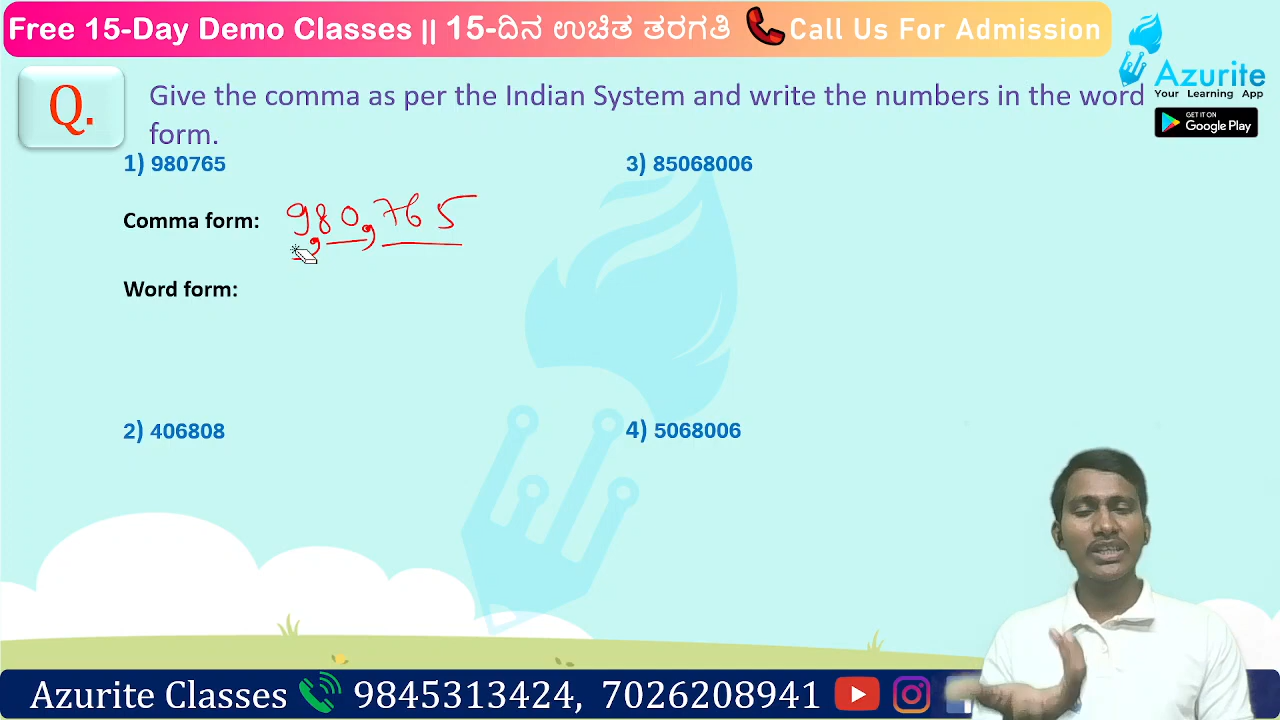 Free 15-Day Demo Classes || 15-ದಿನ ಉಚಿತ ತರಗತಿ Call Us For Admission
Azurite
Your Learning App
GET IT ON
Google Play
Q.
Give the comma as per the Indian System and write the numbers in the word
form.
1) 980765
3) 85068006
Comma form: 9,80,765
Word form:
2) 406808
4) 5068006
Azurite Classes 9845313424, 7026208941